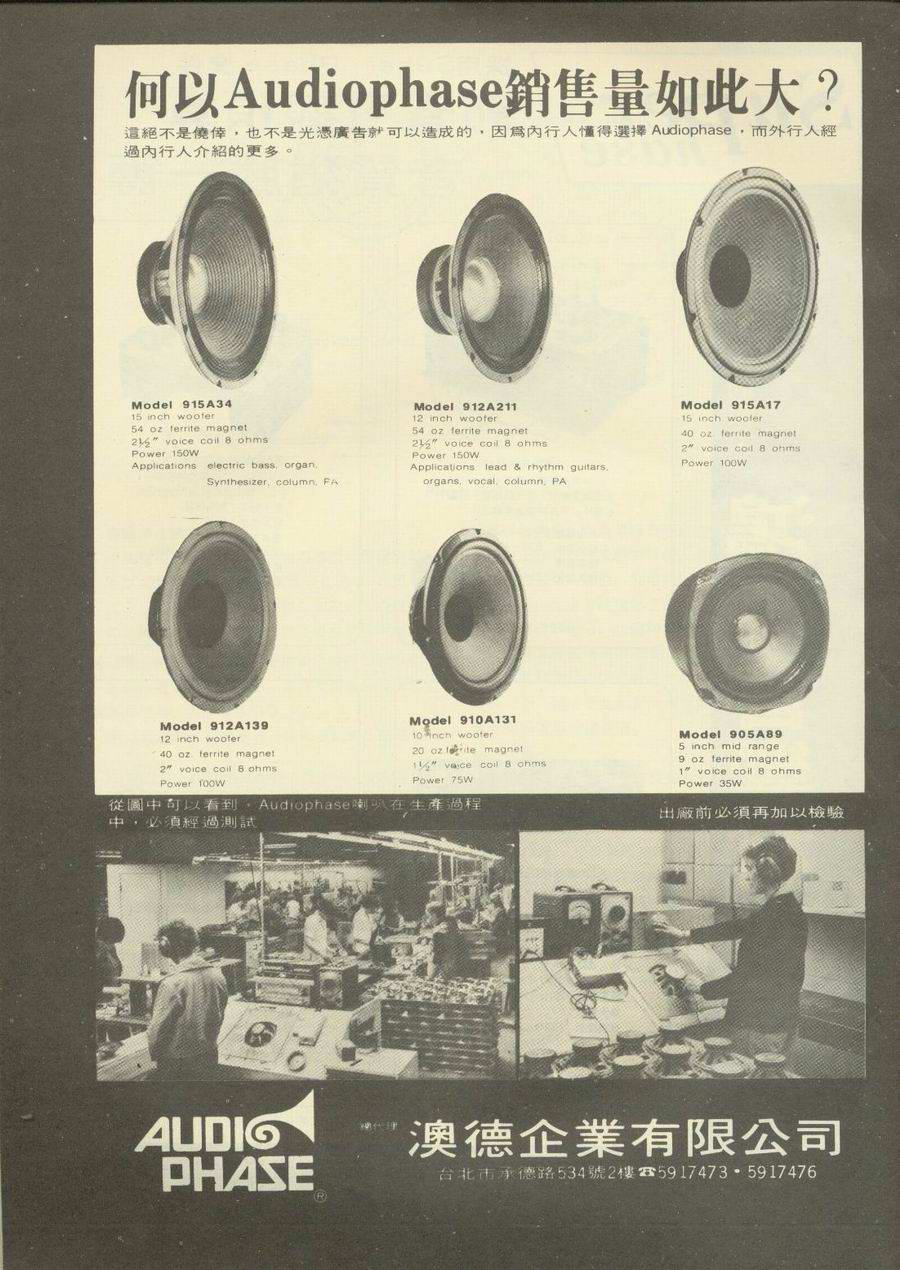 何以Audiophase銷售量如此大？
這絕不是僥倖，也不是光憑廣告就可以造成的，因爲內行人懂得選擇 Audiophase，而外行人經
過內行人介紹的更多。
Model 915A34
15 inch woofer
54 oz ferrite magnet
2½″ voice coil 8 ohms
Power 150W
Applications electric bass, organ,
Synthesizer, column, PA
Model 912A211
12 inch woofer
54 oz ferrite magnet
2½″ voice coil 8 ohms
Power 150W
Applications lead & rhythm guitars,
organs, vocal, column, PA
Model 915A17
15 inch woofer
40 oz ferrite magnet
2″ voice coil 8 ohms
Power 100W
Model 912A139
12 inch woofer
40 oz ferrite magnet
2″ voice coil 8 ohms
Power 100W
Model 910A131
10 inch woofer
20 oz ferrite magnet
1½″ voice coil 8 ohms
Power 75W
Model 905A89
5 inch mid range
9 oz ferrite magnet
1″ voice coil 8 ohms
Power 35W
從圖中可以看到，Audiophase喇叭在生產過程
中，必須經過測試
出廠前必須再加以檢驗
AUDIO
PHASE®
總代理 澳德企業有限公司
台北市承德路534號2樓☎5917473•5917476